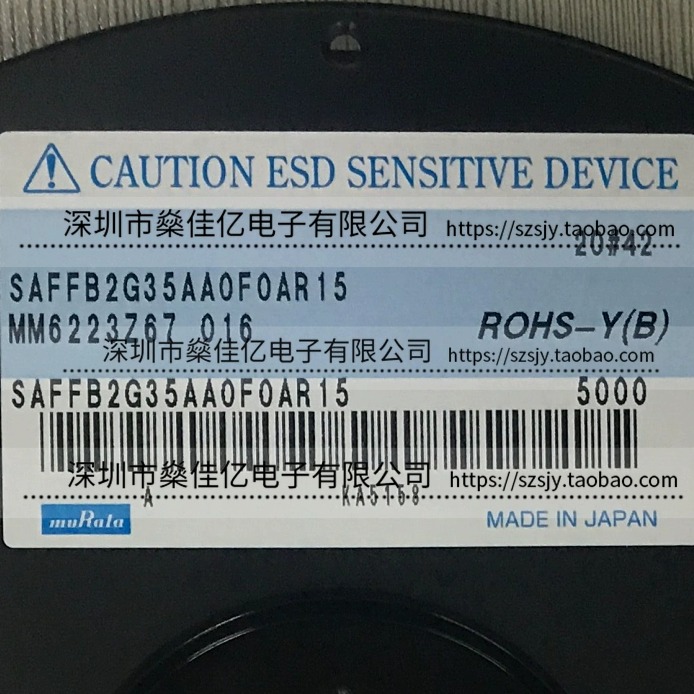 CAUTION ESD SENSITIVE DEVICE
深圳市燊佳亿电子有限公司 https://szsjy.taobao.com
20#42
SAFFB2G35AA0F0AR15
MM6223Z67 016 ROHS-Y(B)
深圳市燊佳亿电子有限公司 https://szsjy.taobao.com
SAFFB2G35AA0F0AR15 5000
深圳市燊佳亿电子有限公司 https://szsjy.taobao.com
A KA5158
muRata MADE IN JAPAN